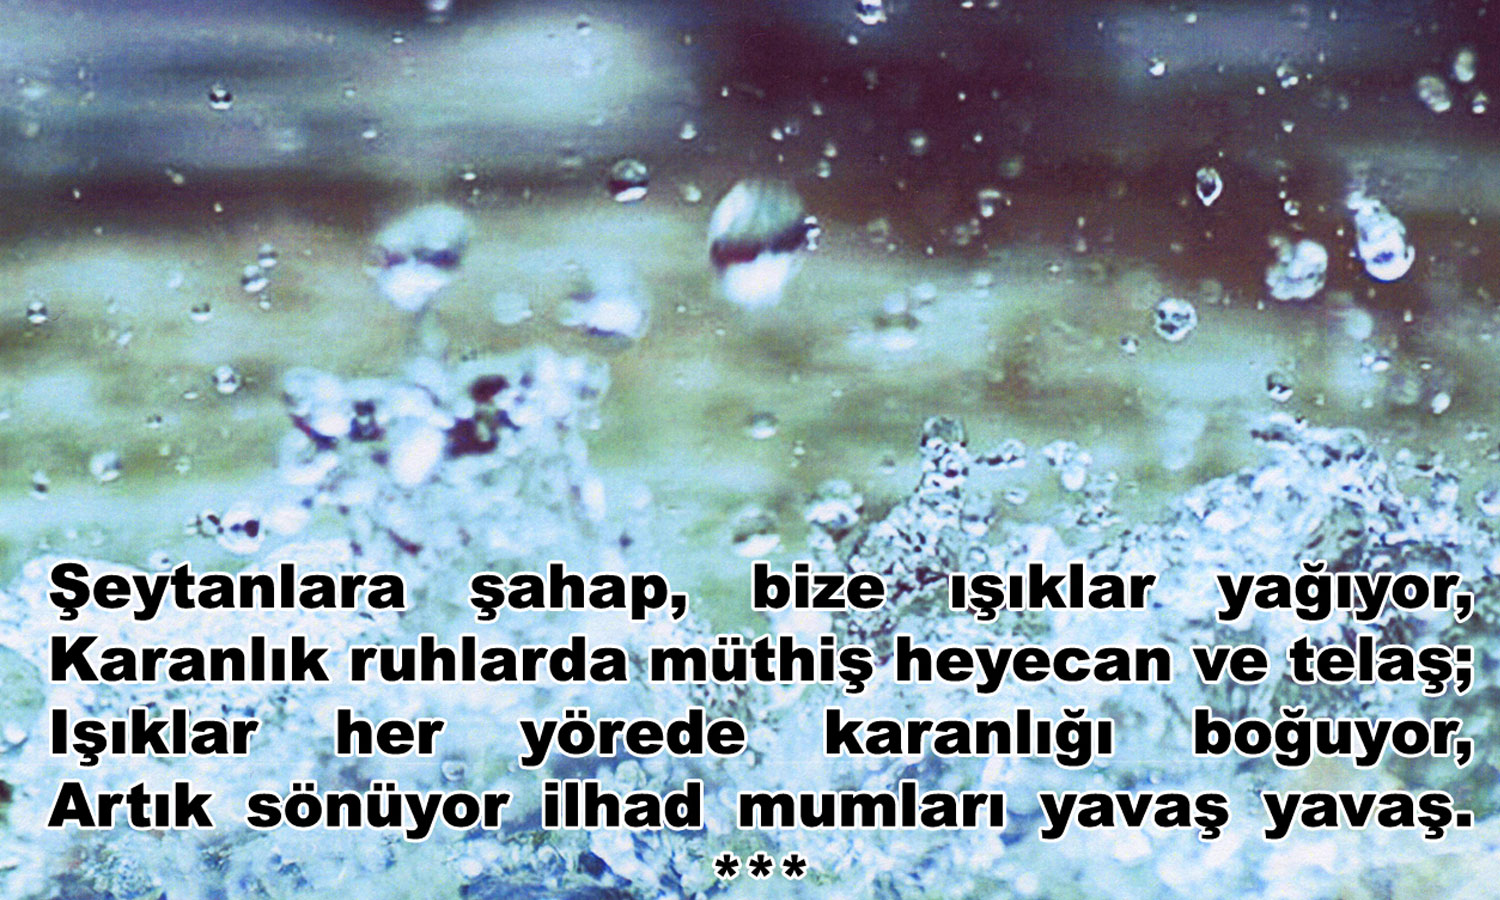 Şeytanlara şahap, bize ışıklar yağıyor,
Karanlık ruhlarda müthiş heyecan ve telaş;
Işıklar her yörede karanlığı boğuyor,
Artık sönüyor ilhad mumları yavaş yavaş.
***